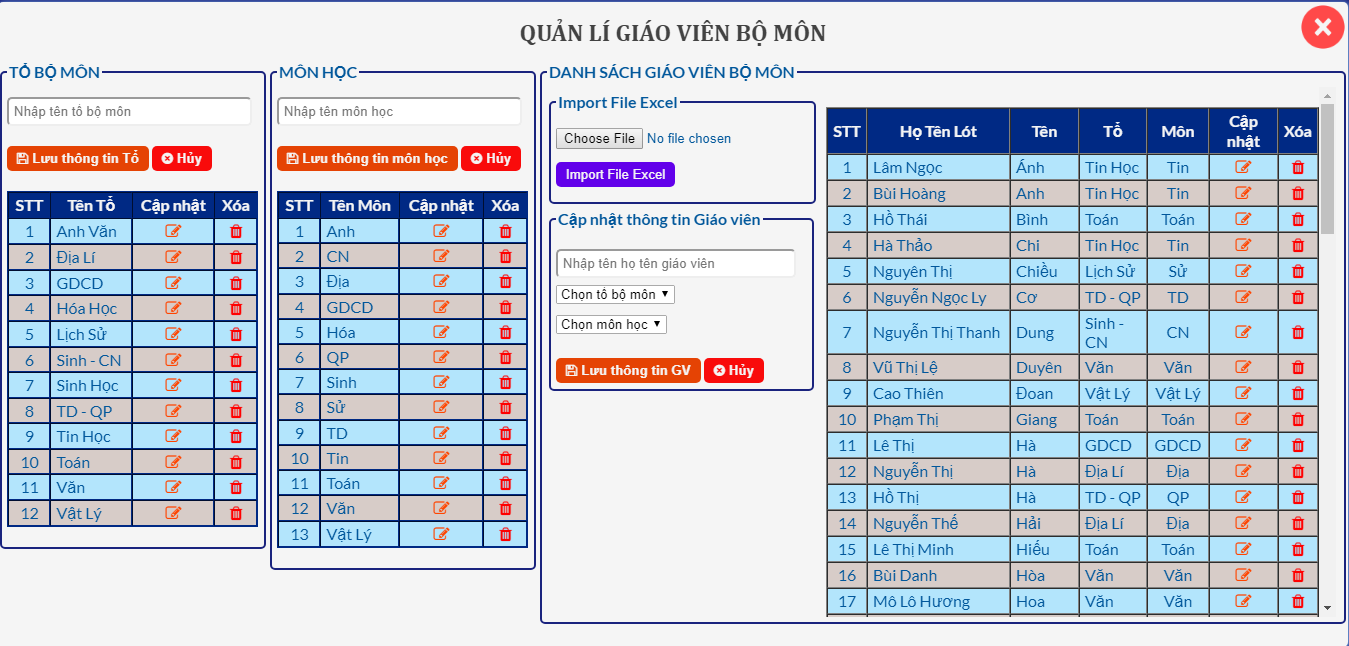 QUẢN LÍ GIÁO VIÊN BỘ MÔN
TỔ BỘ MÔN
Nhập tên tổ bộ môn
Lưu thông tin Tổ Hủy
STT Tên Tổ Cập nhật Xóa
1 Anh Văn
2 Địa Lí
3 GDCD
4 Hóa Học
5 Lịch Sử
6 Sinh - CN
7 Sinh Học
8 TD - QP
9 Tin Học
10 Toán
11 Văn
12 Vật Lý
MÔN HỌC
Nhập tên môn học
Lưu thông tin môn học Hủy
STT Tên Môn Cập nhật Xóa
1 Anh
2 CN
3 Địa
4 GDCD
5 Hóa
6 QP
7 Sinh
8 Sử
9 TD
10 Tin
11 Toán
12 Văn
13 Vật Lý
DANH SÁCH GIÁO VIÊN BỘ MÔN
Import File Excel
Choose File No file chosen
Import File Excel
Cập nhật thông tin Giáo viên
Nhập tên họ tên giáo viên
Chọn tổ bộ môn
Chọn môn học
Lưu thông tin GV Hủy
STT Họ Tên Lót Tên Tổ Môn Cập nhật Xóa
1 Lâm Ngọc Ánh Tin Học Tin
2 Bùi Hoàng Anh Tin Học Tin
3 Hồ Thái Bình Toán Toán
4 Hà Thảo Chi Tin Học Tin
5 Nguyên Thị Chiều Lịch Sử Sử
6 Nguyễn Ngọc Ly Cơ TD - QP TD
7 Nguyễn Thị Thanh Dung Sinh - CN CN
8 Vũ Thị Lệ Duyên Văn Văn
9 Cao Thiên Đoan Vật Lý Vật Lý
10 Phạm Thị Giang Toán Toán
11 Lê Thị Hà GDCD GDCD
12 Nguyễn Thị Hà Địa Lí Địa
13 Hồ Thị Hà TD - QP QP
14 Nguyễn Thế Hải Địa Lí Địa
15 Lê Thị Minh Hiếu Toán Toán
16 Bùi Danh Hòa Văn Văn
17 Mô Lô Hương Hoa Văn Văn